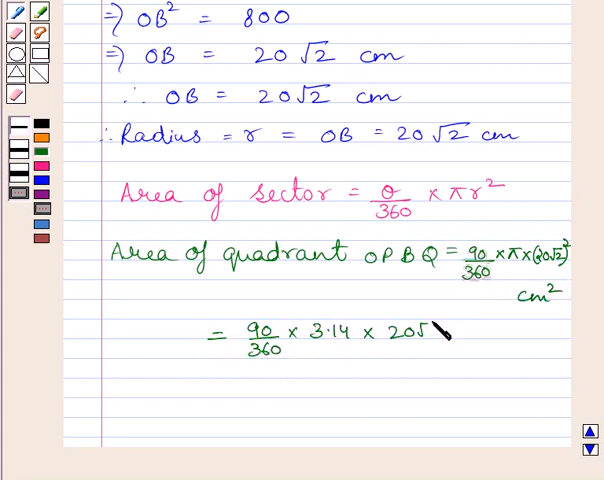 ⇒ OB² = 800
⇒ OB = 20√2 cm
∴ OB = 20√2 cm
∴ Radius = r = OB = 20√2 cm
Area of sector = θ/360 × πr²
Area of quadrant OPBQ = 90/360 × π × (20√2)²
cm²
= 90/360 × 3·14 × 20√